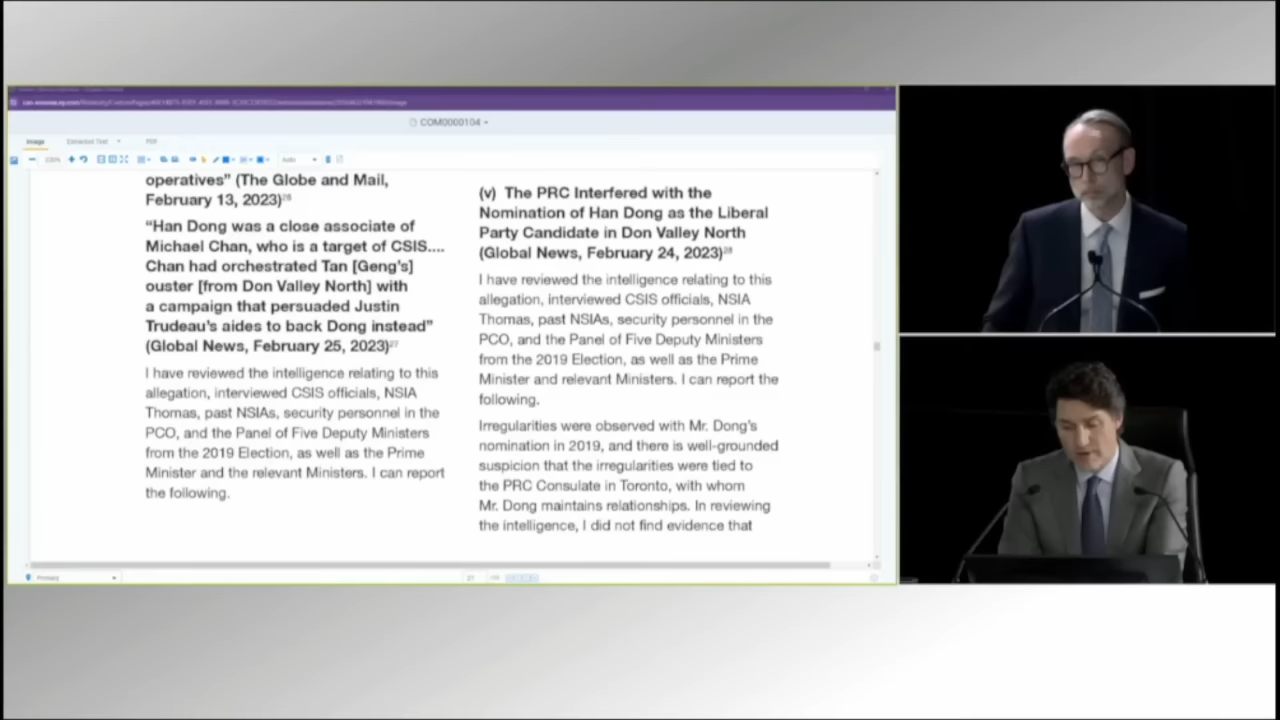 COM0000104
Image
Extracted Text
PDF
Auto
operatives” (The Globe and Mail,
February 13, 2023)26
“Han Dong was a close associate of
Michael Chan, who is a target of CSIS....
Chan had orchestrated Tan [Geng’s]
ouster [from Don Valley North] with
a campaign that persuaded Justin
Trudeau’s aides to back Dong instead”
(Global News, February 25, 2023)27
I have reviewed the intelligence relating to this
allegation, interviewed CSIS officials, NSIA
Thomas, past NSIAs, security personnel in the
PCO, and the Panel of Five Deputy Ministers
from the 2019 Election, as well as the Prime
Minister and the relevant Ministers. I can report
the following.
(v) The PRC Interfered with the
Nomination of Han Dong as the Liberal
Party Candidate in Don Valley North
(Global News, February 24, 2023)28
I have reviewed the intelligence relating to this
allegation, interviewed CSIS officials, NSIA
Thomas, past NSIAs, security personnel in the
PCO, and the Panel of Five Deputy Ministers
from the 2019 Election, as well as the Prime
Minister and relevant Ministers. I can report the
following.
Irregularities were observed with Mr. Dong’s
nomination in 2019, and there is well-grounded
suspicion that the irregularities were tied to
the PRC Consulate in Toronto, with whom
Mr. Dong maintains relationships. In reviewing
the intelligence, I did not find evidence that
Primary
27